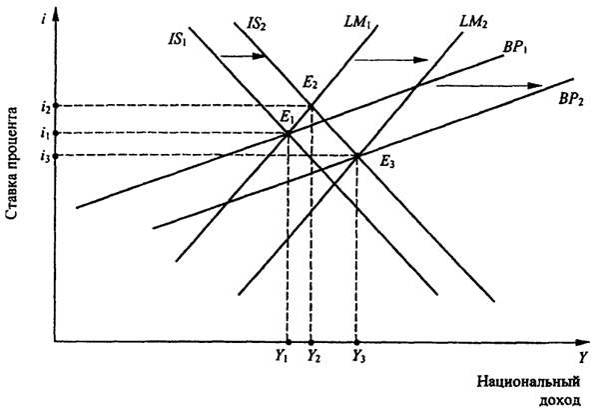 i
IS₁
IS₂
LM₁
LM₂
BP₁
BP₂
E₂
E₁
E₃
i₂
i₁
i₃
Ставка процента
Y₁
Y₂
Y₃
Y
Национальный
доход